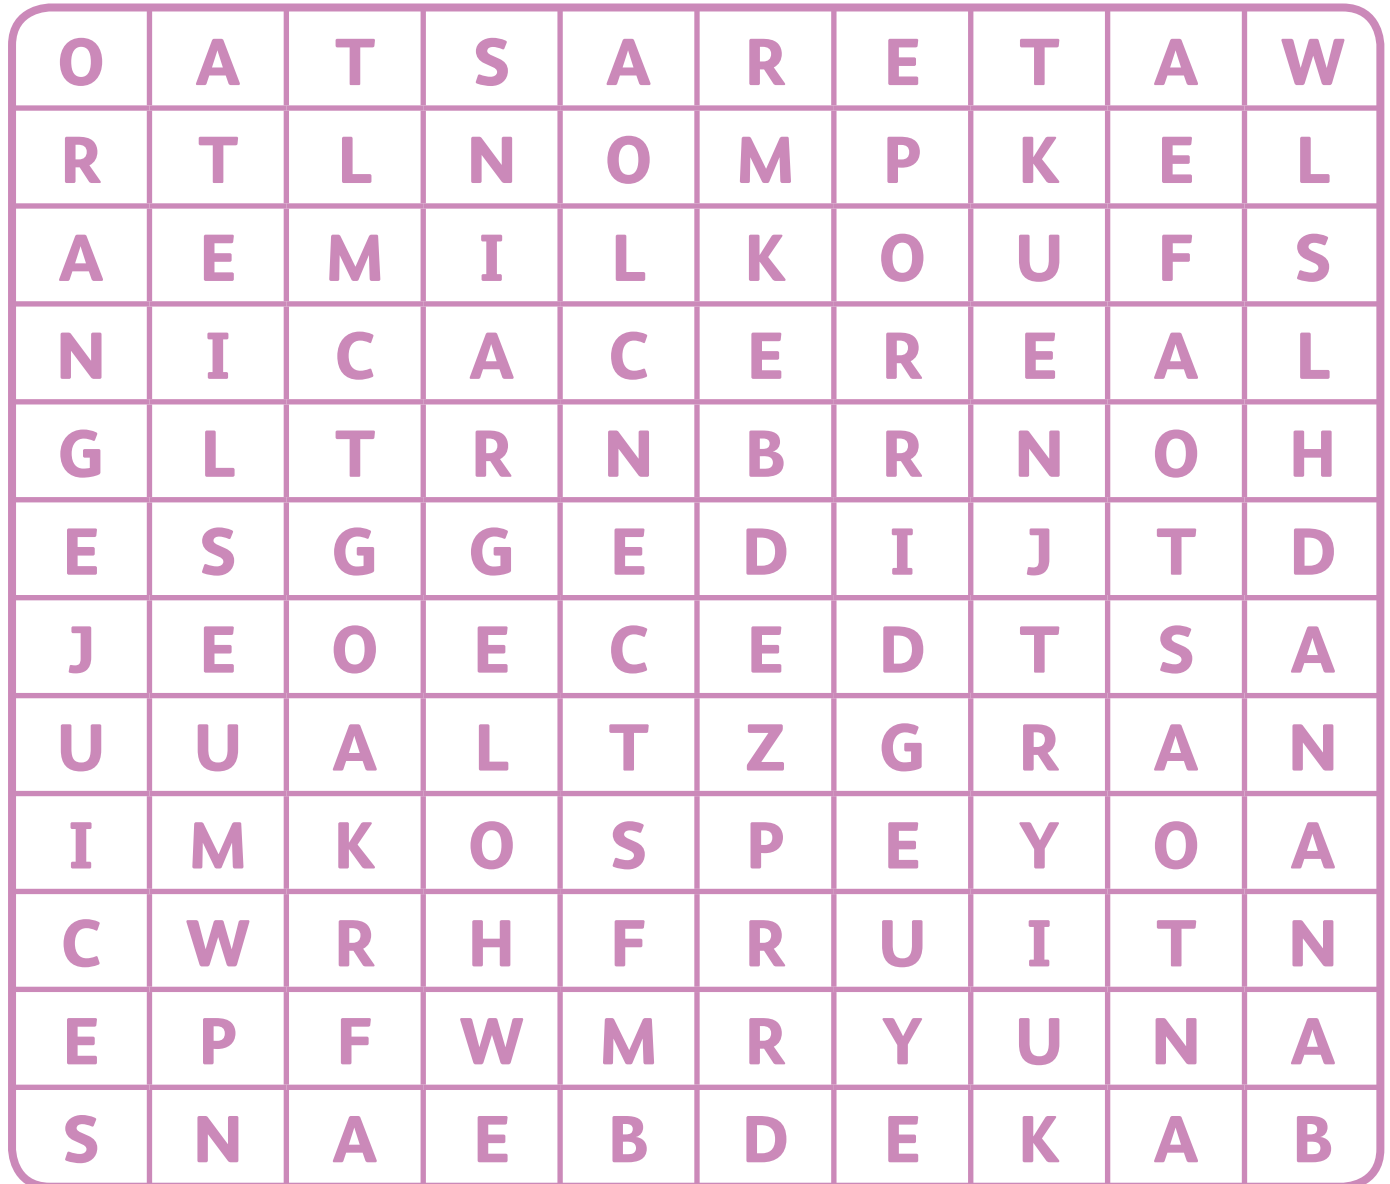 O A T S A R E T A W
R T L N O M P K E L
A E M I L K O U F S
N I C A C E R E A L
G L T R N B R N O H
E S G G E D I J T D
J E O E C E D T S A
U U A L T Z G R A N
I M K O S P E Y O A
C W R H F R U I T N
E P F W M R Y U N A
S N A E B D E K A B